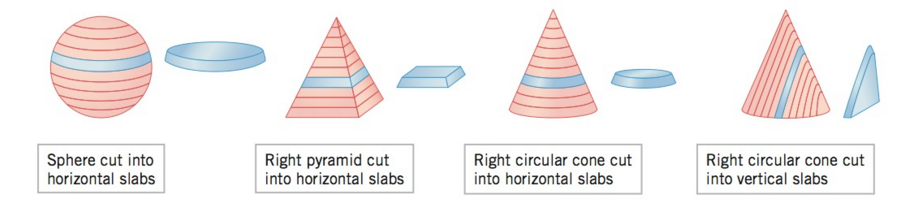 Sphere cut into
horizontal slabs
Right pyramid cut
into horizontal slabs
Right circular cone cut
into horizontal slabs
Right circular cone cut
into vertical slabs